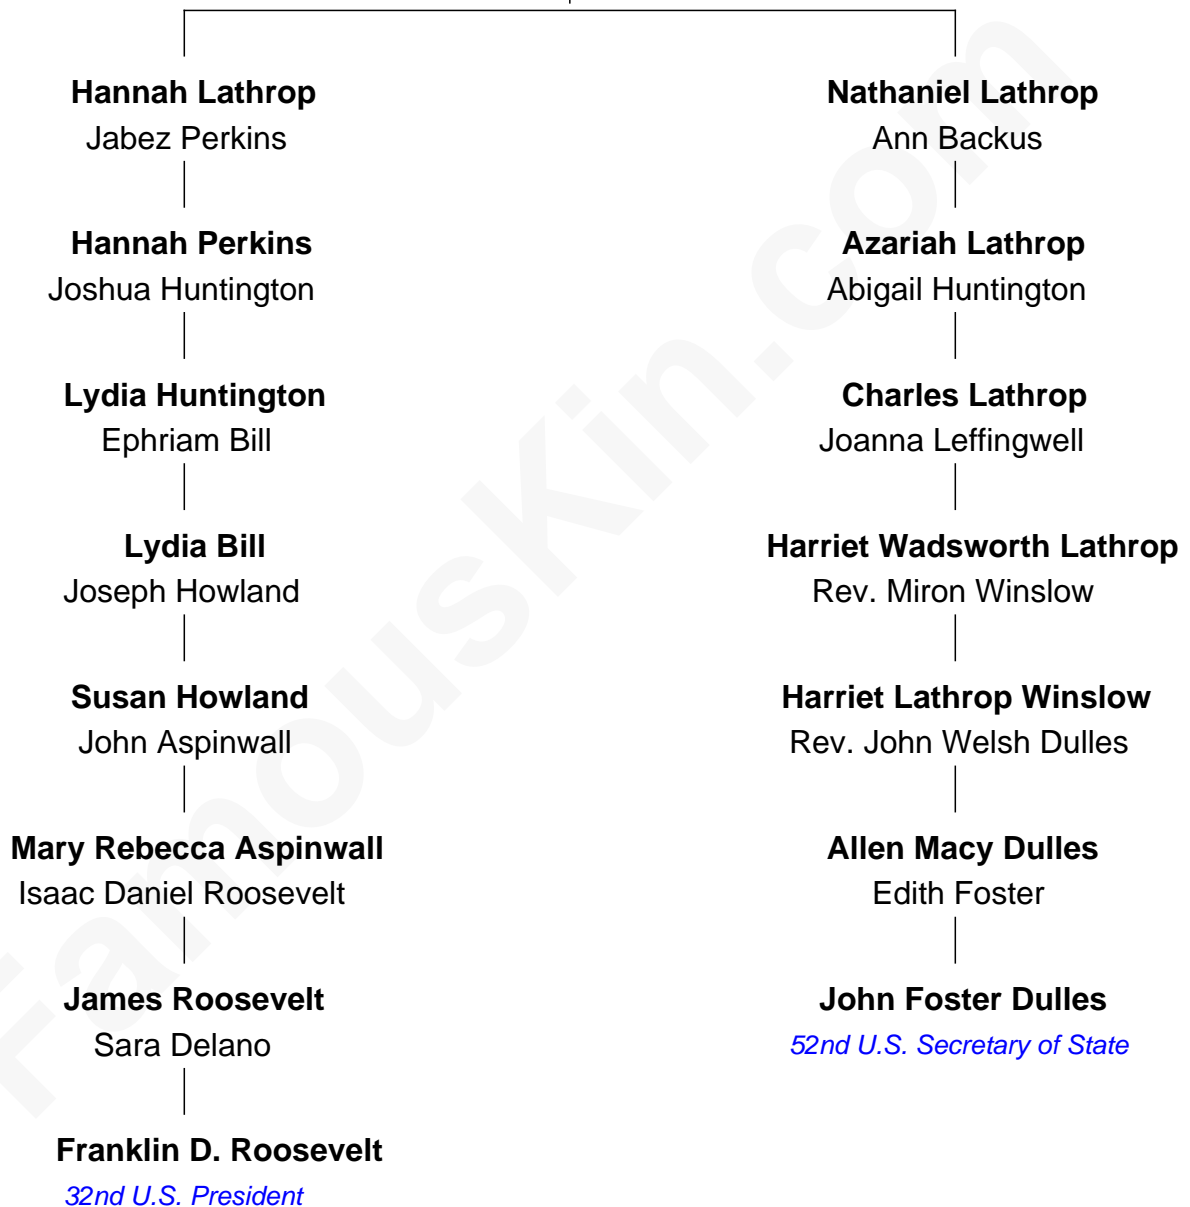 Hannah Lathrop
Jabez Perkins
Hannah Perkins
Joshua Huntington
Lydia Huntington
Ephriam Bill
Lydia Bill
Joseph Howland
Susan Howland
John Aspinwall
Mary Rebecca Aspinwall
Isaac Daniel Roosevelt
James Roosevelt
Sara Delano
Franklin D. Roosevelt
32nd U.S. President
Nathaniel Lathrop
Ann Backus
Azariah Lathrop
Abigail Huntington
Charles Lathrop
Joanna Leffingwell
Harriet Wadsworth Lathrop
Rev. Miron Winslow
Harriet Lathrop Winslow
Rev. John Welsh Dulles
Allen Macy Dulles
Edith Foster
John Foster Dulles
52nd U.S. Secretary of State
FamousKin.com